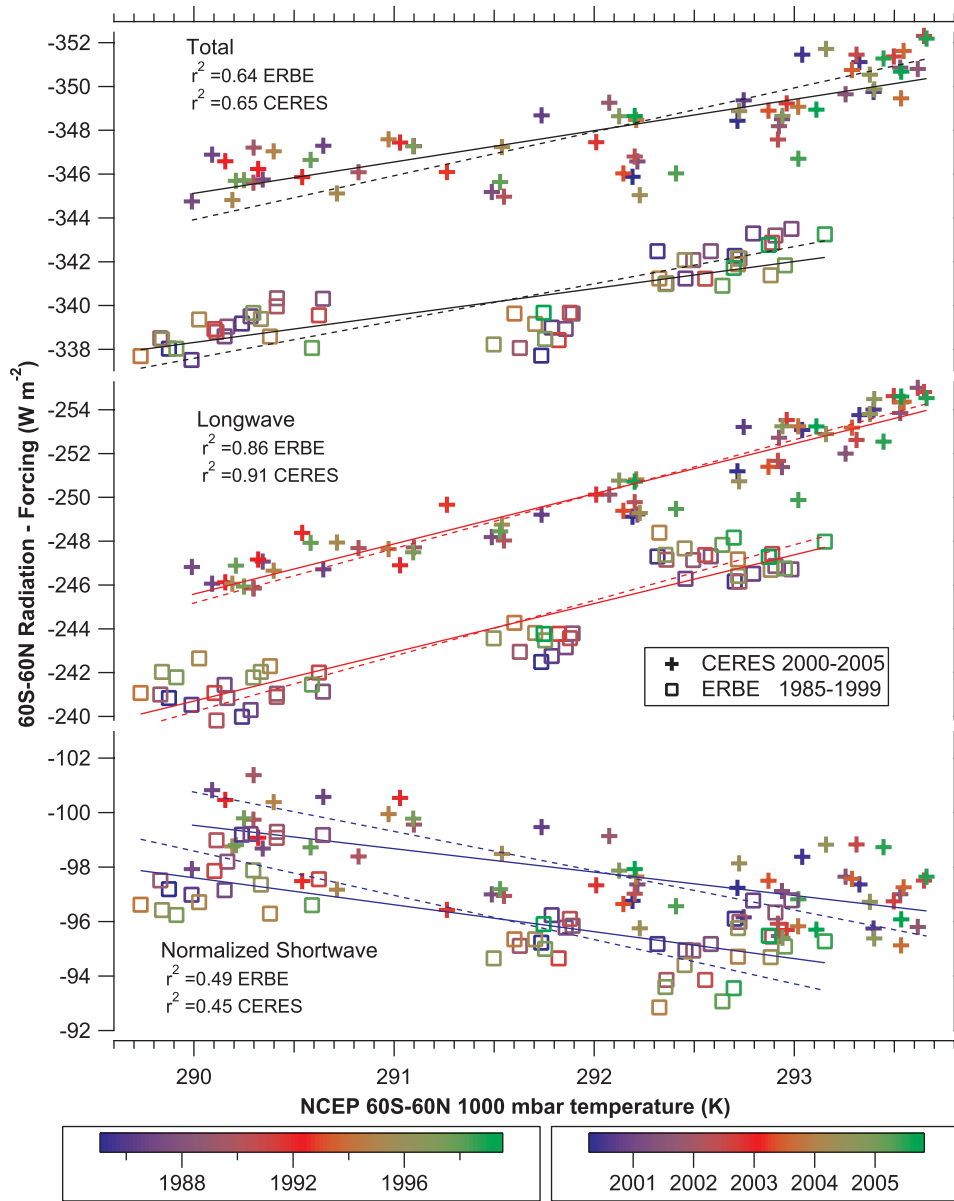 -352
-350
-348
-346
-344
-342
-340
-338
Total
r2 =0.64 ERBE
r2 =0.65 CERES
-254
-252
-250
-248
-246
-244
-242
-240
Longwave
r2 =0.86 ERBE
r2 =0.91 CERES
CERES 2000-2005
ERBE 1985-1999
-102
-100
-98
-96
-94
-92
Normalized Shortwave
r2 =0.49 ERBE
r2 =0.45 CERES
60S-60N Radiation - Forcing (W m-2)
290 291 292 293
NCEP 60S-60N 1000 mbar temperature (K)
1988 1992 1996
2001 2002 2003 2004 2005